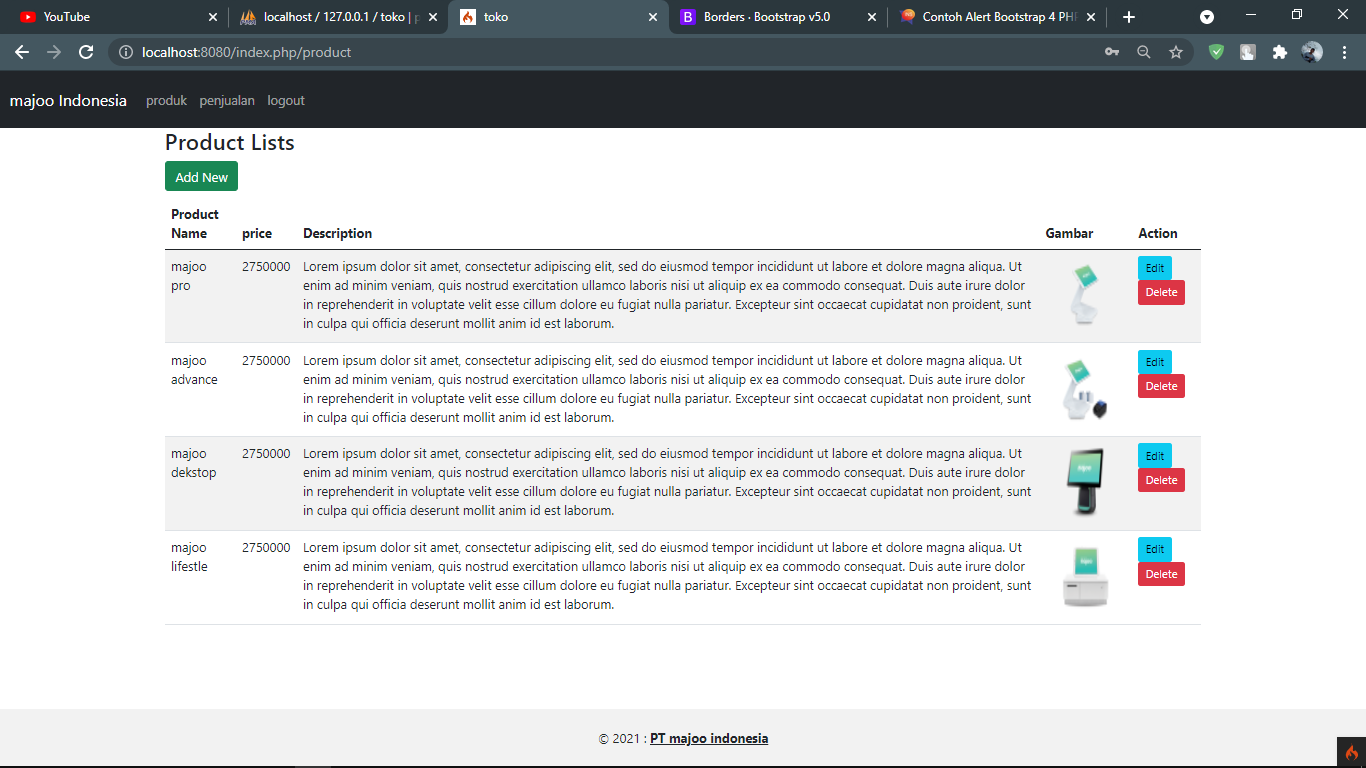 YouTube
localhost / 127.0.0.1 / toko | p
toko
Borders · Bootstrap v5.0
Contoh Alert Bootstrap 4 PHP
localhost:8080/index.php/product
majoo Indonesia produk penjualan logout
Product Lists
Add New
Product Name price Description Gambar Action
majoo pro 2750000
Lorem ipsum dolor sit amet, consectetur adipiscing elit, sed do eiusmod tempor incididunt ut labore et dolore magna aliqua. Ut
enim ad minim veniam, quis nostrud exercitation ullamco laboris nisi ut aliquip ex ea commodo consequat. Duis aute irure dolor
in reprehenderit in voluptate velit esse cillum dolore eu fugiat nulla pariatur. Excepteur sint occaecat cupidatat non proident, sunt
in culpa qui officia deserunt mollit anim id est laborum.
Edit
Delete
majoo advance 2750000
Lorem ipsum dolor sit amet, consectetur adipiscing elit, sed do eiusmod tempor incididunt ut labore et dolore magna aliqua. Ut
enim ad minim veniam, quis nostrud exercitation ullamco laboris nisi ut aliquip ex ea commodo consequat. Duis aute irure dolor
in reprehenderit in voluptate velit esse cillum dolore eu fugiat nulla pariatur. Excepteur sint occaecat cupidatat non proident, sunt
in culpa qui officia deserunt mollit anim id est laborum.
Edit
Delete
majoo dekstop 2750000
Lorem ipsum dolor sit amet, consectetur adipiscing elit, sed do eiusmod tempor incididunt ut labore et dolore magna aliqua. Ut
enim ad minim veniam, quis nostrud exercitation ullamco laboris nisi ut aliquip ex ea commodo consequat. Duis aute irure dolor
in reprehenderit in voluptate velit esse cillum dolore eu fugiat nulla pariatur. Excepteur sint occaecat cupidatat non proident, sunt
in culpa qui officia deserunt mollit anim id est laborum.
Edit
Delete
majoo lifestle 2750000
Lorem ipsum dolor sit amet, consectetur adipiscing elit, sed do eiusmod tempor incididunt ut labore et dolore magna aliqua. Ut
enim ad minim veniam, quis nostrud exercitation ullamco laboris nisi ut aliquip ex ea commodo consequat. Duis aute irure dolor
in reprehenderit in voluptate velit esse cillum dolore eu fugiat nulla pariatur. Excepteur sint occaecat cupidatat non proident, sunt
in culpa qui officia deserunt mollit anim id est laborum.
Edit
Delete
© 2021 : PT majoo indonesia